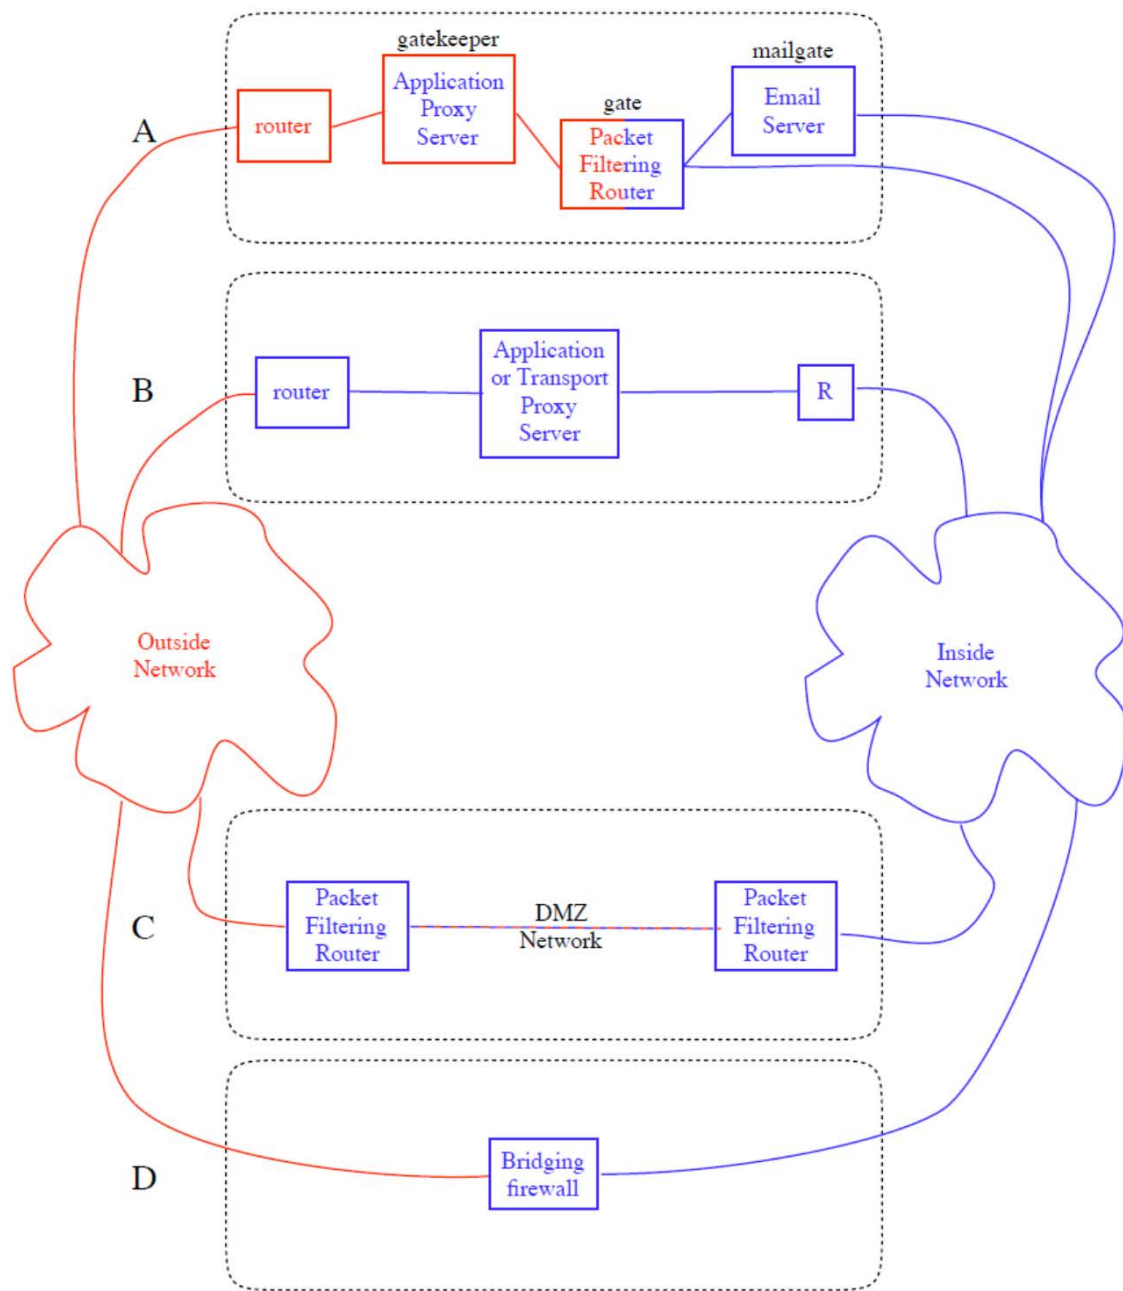 gatekeeper
mailgate
A
router
Application
Proxy
Server
gate
Packet
Filtering
Router
Email
Server
B
router
Application
or Transport
Proxy
Server
R
Outside
Network
Inside
Network
C
Packet
Filtering
Router
DMZ
Network
Packet
Filtering
Router
D
Bridging
firewall